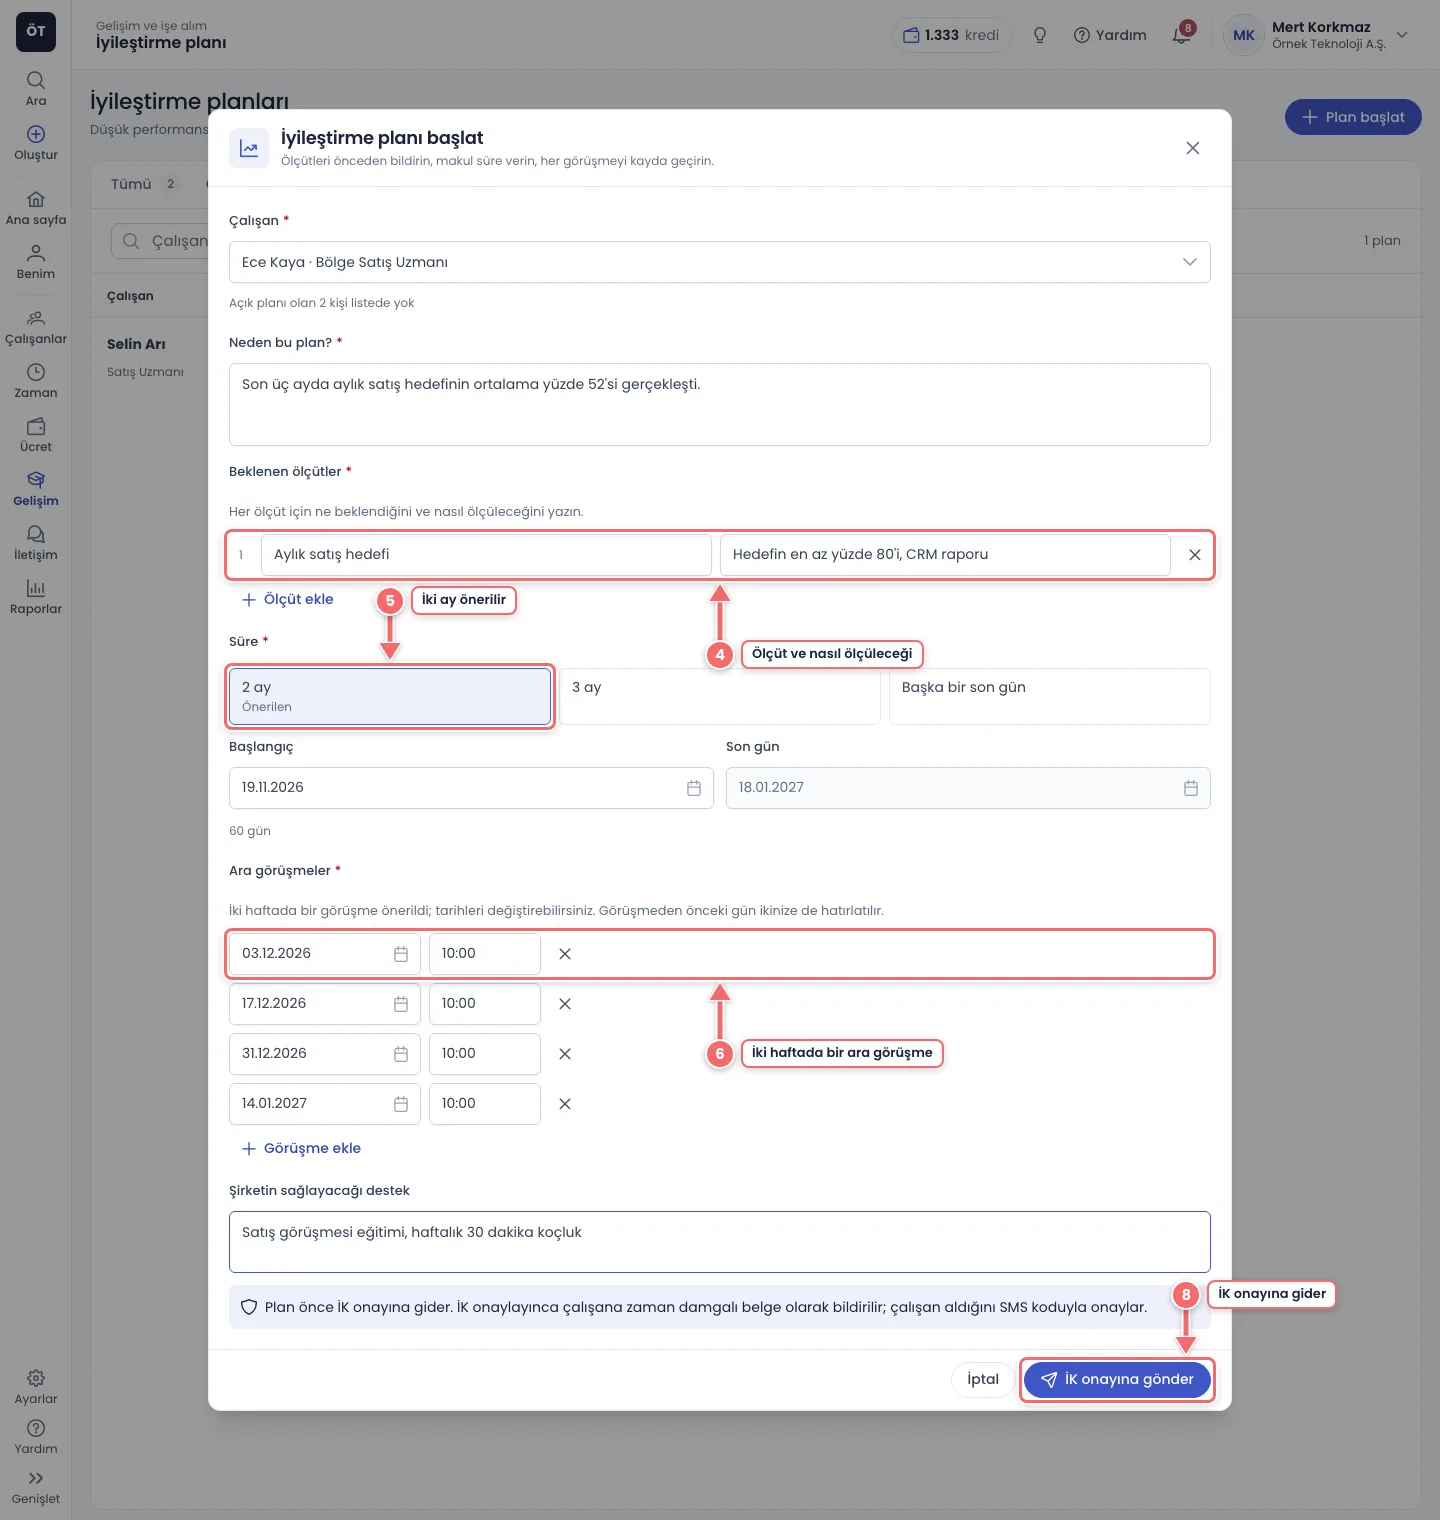 ÖT
Gelişim ve işe alım
İyileştirme planı
1.333 kredi
Yardım
8
MK
Mert Korkmaz
Örnek Teknoloji A.Ş.
Ara
Oluştur
Ana sayfa
Benim
Çalışanlar
Zaman
Ücret
Gelişim
İletişim
Raporlar
Ayarlar
Yardım
Genişlet
İyileştirme planları
Düşük performans
Plan başlat
Tümü 2
Çalışan
1 plan
Çalışan
Selin Arı
Satış Uzmanı
İyileştirme planı başlat
Ölçütleri önceden bildirin, makul süre verin, her görüşmeyi kayda geçirin.
Çalışan *
Ece Kaya · Bölge Satış Uzmanı
Açık planı olan 2 kişi listede yok
Neden bu plan? *
Son üç ayda aylık satış hedefinin ortalama yüzde 52'si gerçekleşti.
Beklenen ölçütler *
Her ölçüt için ne beklendiğini ve nasıl ölçüleceğini yazın.
1 Aylık satış hedefi Hedefin en az yüzde 80'i, CRM raporu
Ölçüt ekle
5 İki ay önerilir
4 Ölçüt ve nasıl ölçüleceği
Süre *
2 ay
Önerilen
3 ay
Başka bir son gün
Başlangıç
Son gün
19.11.2026
18.01.2027
60 gün
Ara görüşmeler *
İki haftada bir görüşme önerildi; tarihleri değiştirebilirsiniz. Görüşmeden önceki gün ikinize de hatırlatılır.
03.12.2026 10:00
17.12.2026 10:00
31.12.2026 10:00
6 İki haftada bir ara görüşme
14.01.2027 10:00
Görüşme ekle
Şirketin sağlayacağı destek
Satış görüşmesi eğitimi, haftalık 30 dakika koçluk
Plan önce İK onayına gider. İK onaylayınca çalışana zaman damgalı belge olarak bildirilir; çalışan aldığını SMS koduyla onaylar.
8 İK onayına gider
İptal
İK onayına gönder